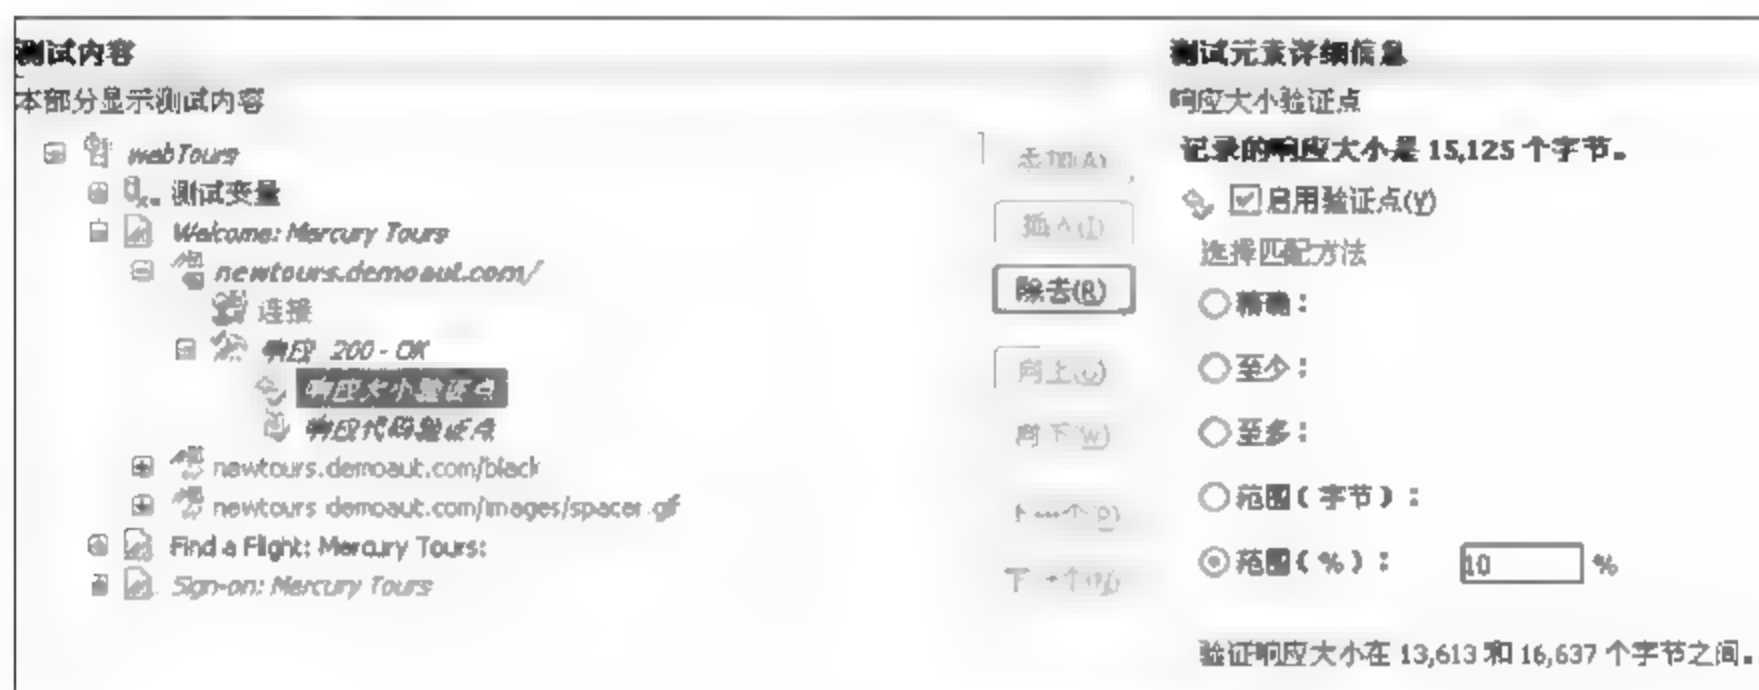 测试内容
本部分显示测试内容
webTours
测试变量
Welcome: Mercury Tours
newtours.demoaut.com/
连接
响应 200 - OK
响应大小验证点
响应代码验证点
newtours.demoaut.com/black
newtours.demoaut.com/images/spacer.gif
Find a Flight: Mercury Tours:
Sign-on: Mercury Tours
添加(A)
插入(I)
除去(R)
向上(U)
向下(W)
测试元素详细信息
响应大小验证点
记录的响应大小是 15,125 个字节。
启用验证点(Y)
选择匹配方法
精确：
至少：
至多：
范围（字节）：
范围（%）： 10 %
验证响应大小在 13,613 和 16,637 个字节之间。